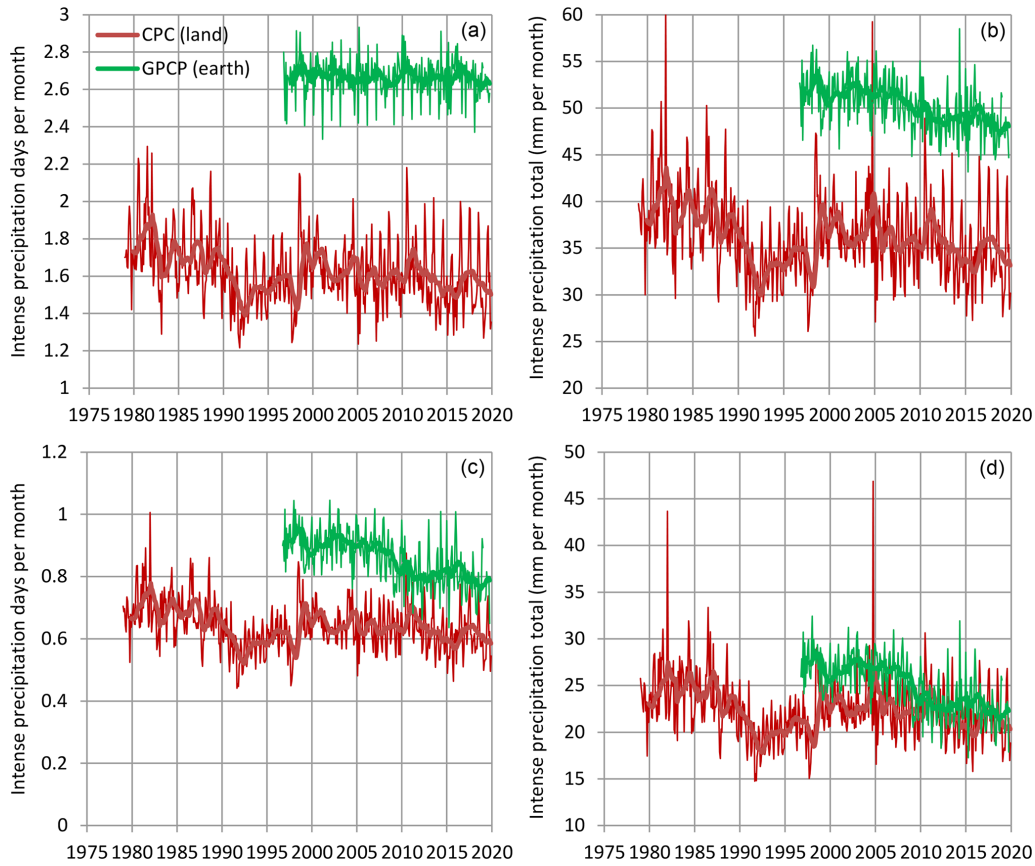 (a)
Intense precipitation days per month
3
2.8
2.6
2.4
2.2
2
1.8
1.6
1.4
1.2
1
CPC (land)
GPCP (earth)
1975 1980 1985 1990 1995 2000 2005 2010 2015 2020
(b)
Intense precipitation total (mm per month)
60
55
50
45
40
35
30
25
20
1975 1980 1985 1990 1995 2000 2005 2010 2015 2020
(c)
Intense precipitation days per month
1.2
1
0.8
0.6
0.4
0.2
0
1975 1980 1985 1990 1995 2000 2005 2010 2015 2020
(d)
Intense precipitation total (mm per month)
50
45
40
35
30
25
20
15
10
1975 1980 1985 1990 1995 2000 2005 2010 2015 2020